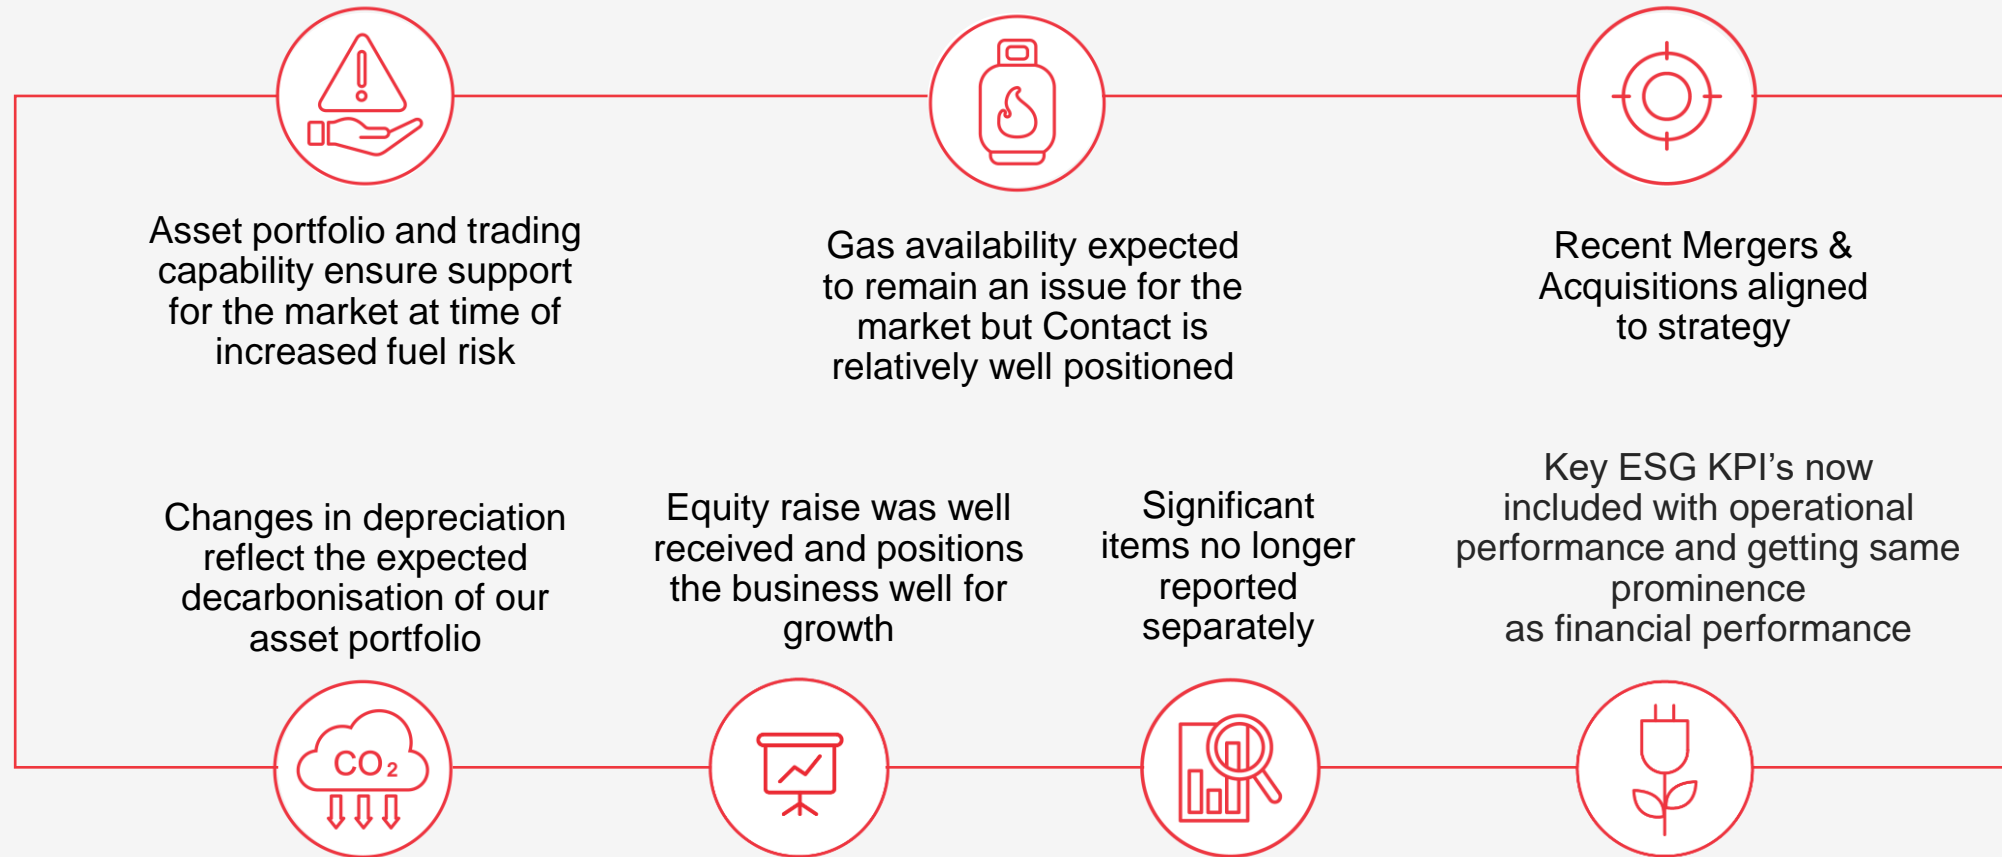 Asset portfolio and trading
capability ensure support
for the market at time of
increased fuel risk
Gas availability expected
to remain an issue for the
market but Contact is
relatively well positioned
Recent Mergers &
Acquisitions aligned
to strategy
Changes in depreciation
reflect the expected
decarbonisation of our
asset portfolio
Equity raise was well
received and positions
the business well for
growth
Significant
items no longer
reported
separately
Key ESG KPI’s now
included with operational
performance and getting same
prominence
as financial performance
CO₂